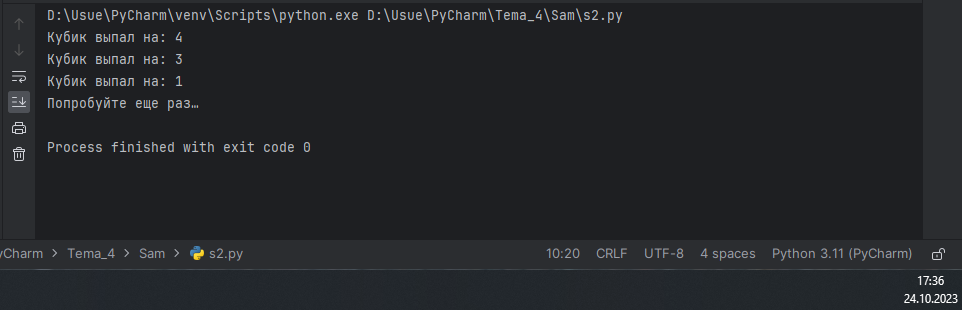 D:\Usue\PyCharm\venv\Scripts\python.exe D:\Usue\PyCharm\Tema_4\Sam\s2.py
Кубик выпал на: 4
Кубик выпал на: 3
Кубик выпал на: 1
Попробуйте еще раз…
Process finished with exit code 0
yCharm > Tema_4 > Sam > s2.py 10:20 CRLF UTF-8 4 spaces Python 3.11 (PyCharm)
17:36
24.10.2023